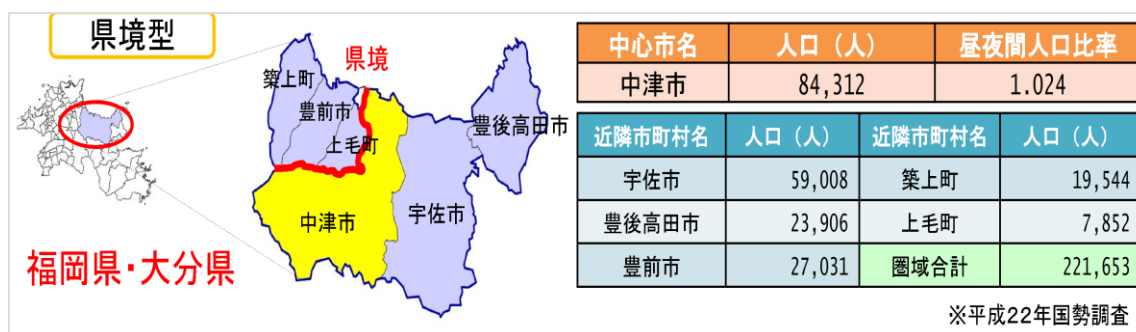 県境型
県境
築上町
豊前市
上毛町
豊後高田市
中津市
宇佐市
福岡県・大分県
中心市名 人口（人） 昼夜間人口比率
中津市 84,312 1.024
近隣市町村名 人口（人） 近隣市町村名 人口（人）
宇佐市 59,008 築上町 19,544
豊後高田市 23,906 上毛町 7,852
豊前市 27,031 圏域合計 221,653
※平成22年国勢調査